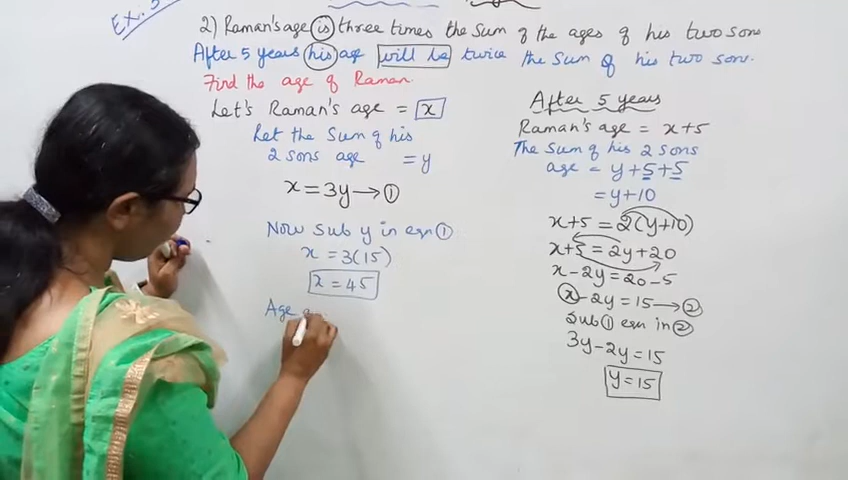 Ex.
2) Raman's age is three times the sum of the ages of his two sons
After 5 years his age will be twice the sum of his two sons.
Find the age of Raman.
Let's Raman's age = x
Let the Sum of his
2 sons age = y
x = 3y → ①
Now sub y in eqn ①
x = 3(15)
x = 45
Age
After 5 years
Raman's age = x+5
The Sum of his 2 sons
age = y+5+5
= y+10
x+5 = 2(y+10)
x+5 = 2y+20
x-2y = 20-5
x-2y = 15 → ②
Sub ① eqn in ②
3y-2y = 15
y = 15